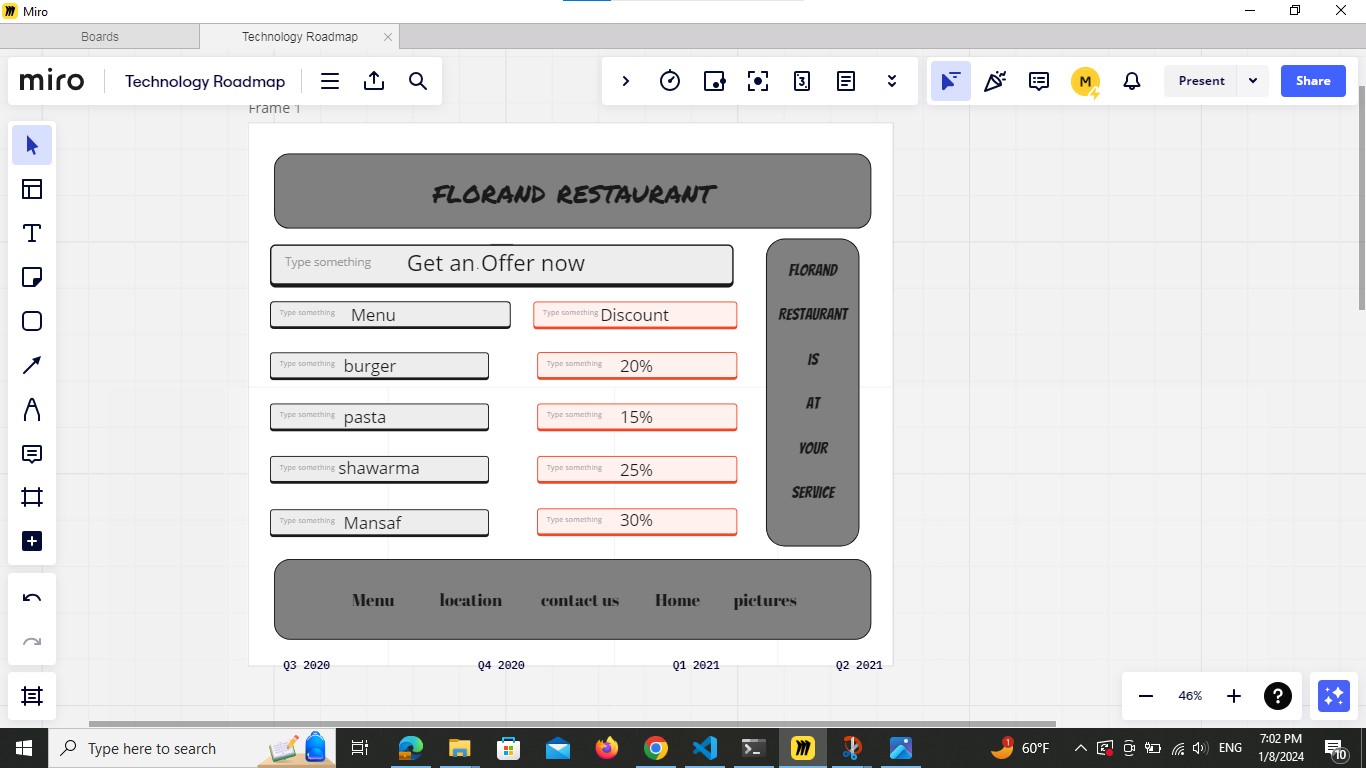 Miro
Boards
Technology Roadmap
miro
Technology Roadmap
3
M
Present
Share
Frame 1
FLORAND RESTAURANT
Type something
Get an Offer now
Type something
Menu
Type something
Discount
Type something
burger
Type something
20%
Type something
pasta
Type something
15%
Type something
shawarma
Type something
25%
Type something
Mansaf
Type something
30%
FLORAND
RESTAURANT
IS
AT
YOUR
SERVICE
Menu location contact us Home pictures
Q3 2020 Q4 2020 Q1 2021 Q2 2021
46%
?
Type here to search
1
60°F
ENG
7:02 PM
1/8/2024
10